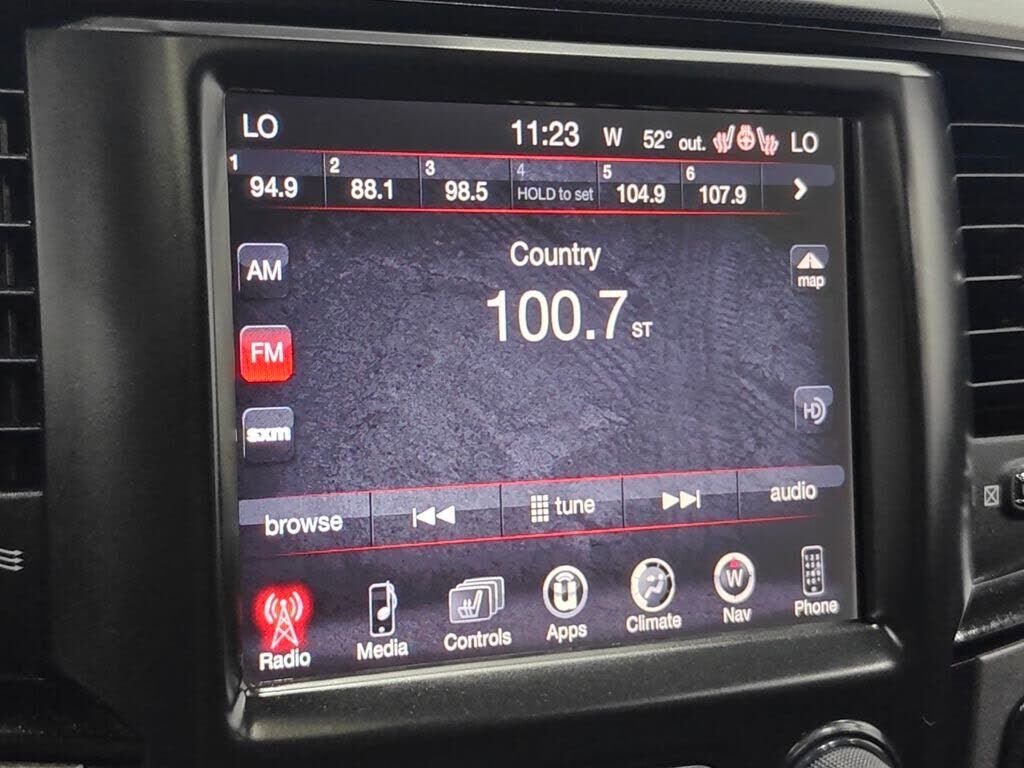 LO 11:23 W 52° out. LO
1 2 3 4 5 6
94.9 88.1 98.5 HOLD to set 104.9 107.9
Country
AM map
100.7 ST
FM
HD
sxm
browse tune audio
Radio Media Controls Apps Climate W Nav Phone